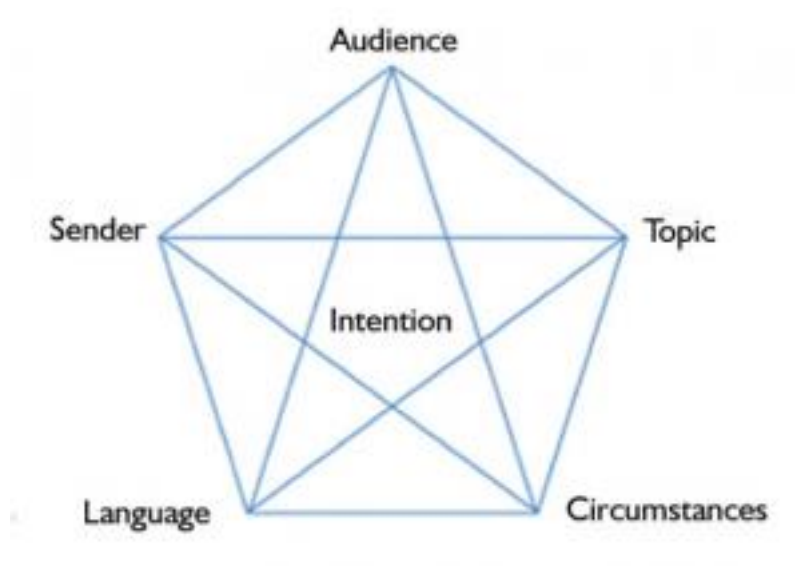 Audience
Sender
Topic
Intention
Language
Circumstances